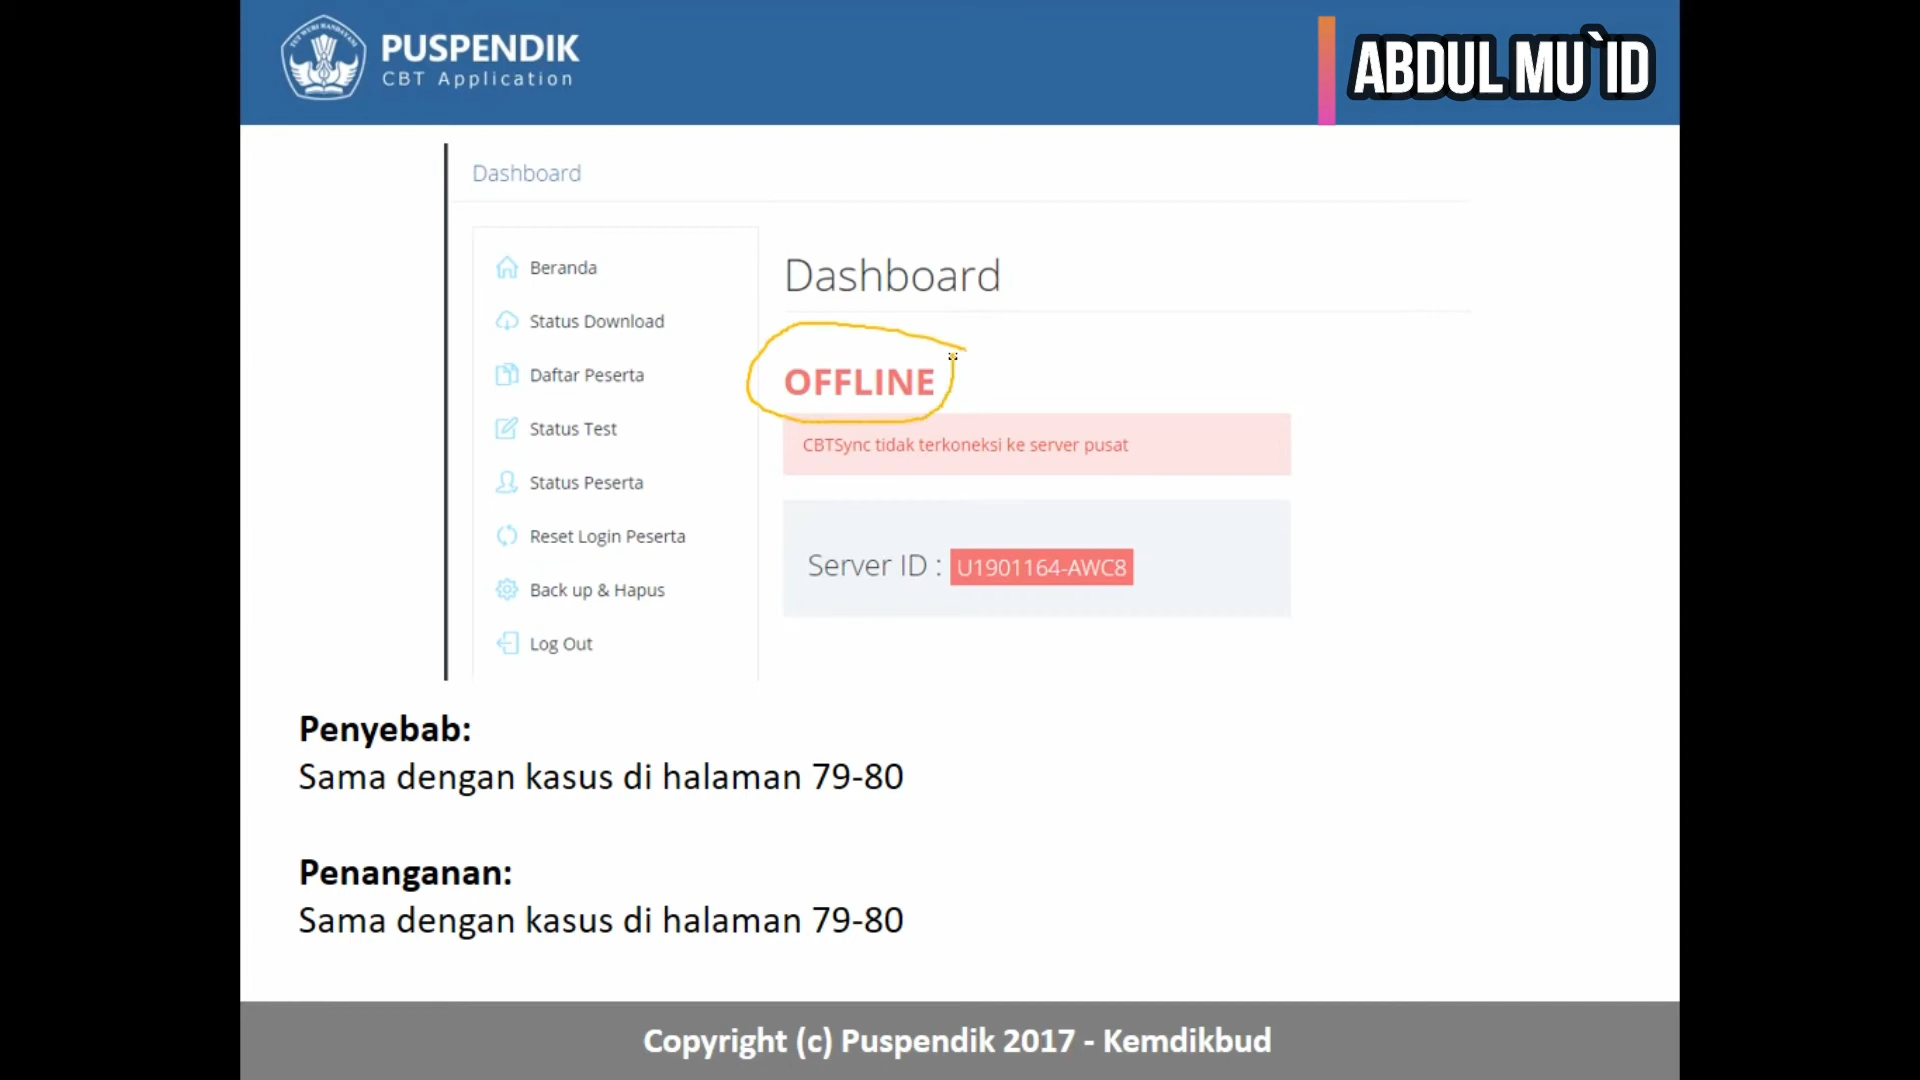 PUSPENDIK
CBT Application
ABDUL MU`ID
Dashboard
Beranda
Status Download
Daftar Peserta
Status Test
Status Peserta
Reset Login Peserta
Back up & Hapus
Log Out
Dashboard
OFFLINE
CBTSync tidak terkoneksi ke server pusat
Server ID : U1901164-AWC8
Penyebab:
Sama dengan kasus di halaman 79-80
Penanganan:
Sama dengan kasus di halaman 79-80
Copyright (c) Puspendik 2017 - Kemdikbud